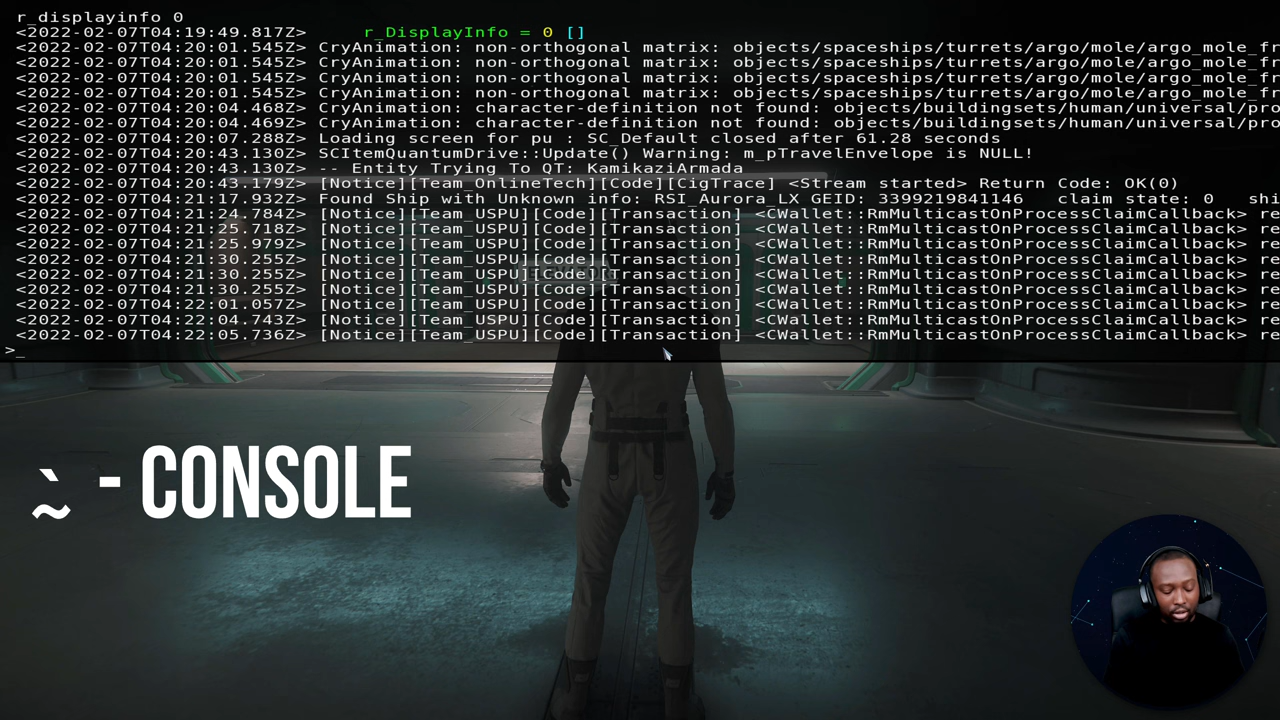 r_displayinfo 0
<2022-02-07T04:19:49.817Z> r_DisplayInfo = 0 []
<2022-02-07T04:20:01.545Z> CryAnimation: non-orthogonal matrix: objects/spaceships/turrets/argo/mole/argo_mole_fr
<2022-02-07T04:20:01.545Z> CryAnimation: non-orthogonal matrix: objects/spaceships/turrets/argo/mole/argo_mole_fr
<2022-02-07T04:20:01.545Z> CryAnimation: non-orthogonal matrix: objects/spaceships/turrets/argo/mole/argo_mole_fr
<2022-02-07T04:20:01.545Z> CryAnimation: non-orthogonal matrix: objects/spaceships/turrets/argo/mole/argo_mole_fr
<2022-02-07T04:20:04.468Z> CryAnimation: character-definition not found: objects/buildingsets/human/universal/pro
<2022-02-07T04:20:04.469Z> CryAnimation: character-definition not found: objects/buildingsets/human/universal/pro
<2022-02-07T04:20:07.288Z> Loading screen for pu : SC_Default closed after 61.28 seconds
<2022-02-07T04:20:43.130Z> SCItemQuantumDrive::Update() Warning: m_pTravelEnvelope is NULL!
<2022-02-07T04:20:43.130Z> -- Entity Trying To QT: KamikaziArmada
<2022-02-07T04:20:43.179Z> [Notice][Team_OnlineTech][Code][CigTrace] <Stream started> Return Code: OK(0)
<2022-02-07T04:21:17.932Z> Found Ship with Unknown info: RSI_Aurora_LX GEID: 3399219841146 claim state: 0 shi
<2022-02-07T04:21:24.784Z> [Notice][Team_USPU][Code][Transaction] <CWallet::RmMulticastOnProcessClaimCallback> re
<2022-02-07T04:21:25.718Z> [Notice][Team_USPU][Code][Transaction] <CWallet::RmMulticastOnProcessClaimCallback> re
<2022-02-07T04:21:25.979Z> [Notice][Team_USPU][Code][Transaction] <CWallet::RmMulticastOnProcessClaimCallback> re
<2022-02-07T04:21:30.255Z> [Notice][Team_USPU][Code][Transaction] <CWallet::RmMulticastOnProcessClaimCallback> re
<2022-02-07T04:21:30.255Z> [Notice][Team_USPU][Code][Transaction] <CWallet::RmMulticastOnProcessClaimCallback> re
<2022-02-07T04:21:30.255Z> [Notice][Team_USPU][Code][Transaction] <CWallet::RmMulticastOnProcessClaimCallback> re
<2022-02-07T04:22:01.057Z> [Notice][Team_USPU][Code][Transaction] <CWallet::RmMulticastOnProcessClaimCallback> re
<2022-02-07T04:22:04.743Z> [Notice][Team_USPU][Code][Transaction] <CWallet::RmMulticastOnProcessClaimCallback> re
<2022-02-07T04:22:05.736Z> [Notice][Team_USPU][Code][Transaction] <CWallet::RmMulticastOnProcessClaimCallback> re
>_
`~ - CONSOLE